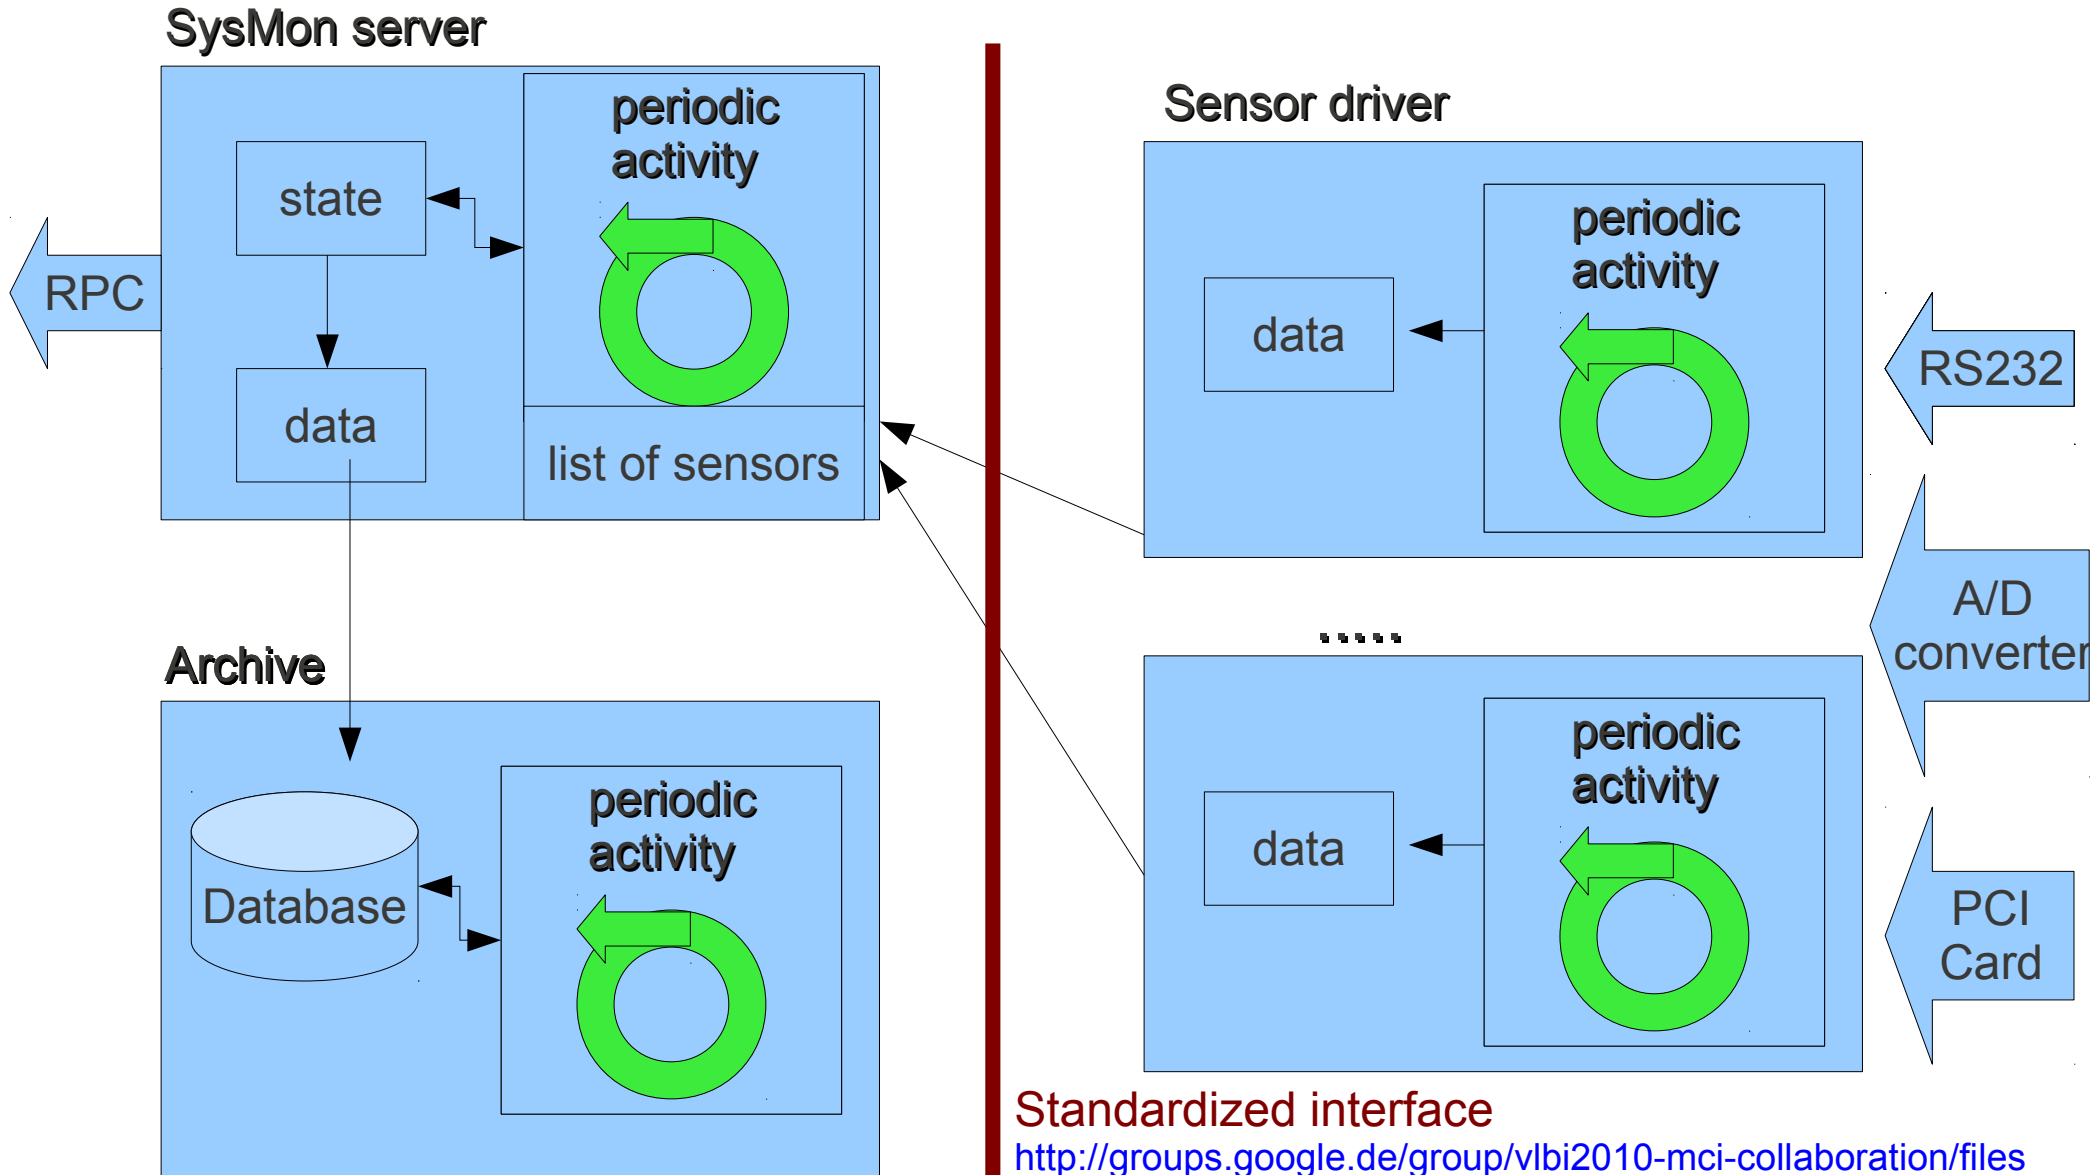 SysMon server
periodic
activity
state
RPC
data
list of sensors
Archive
periodic
activity
Database
Sensor driver
periodic
activity
data
RS232
A/D
converter
.....
periodic
activity
data
PCI
Card
Standardized interface
http://groups.google.de/group/vlbi2010-mci-collaboration/files